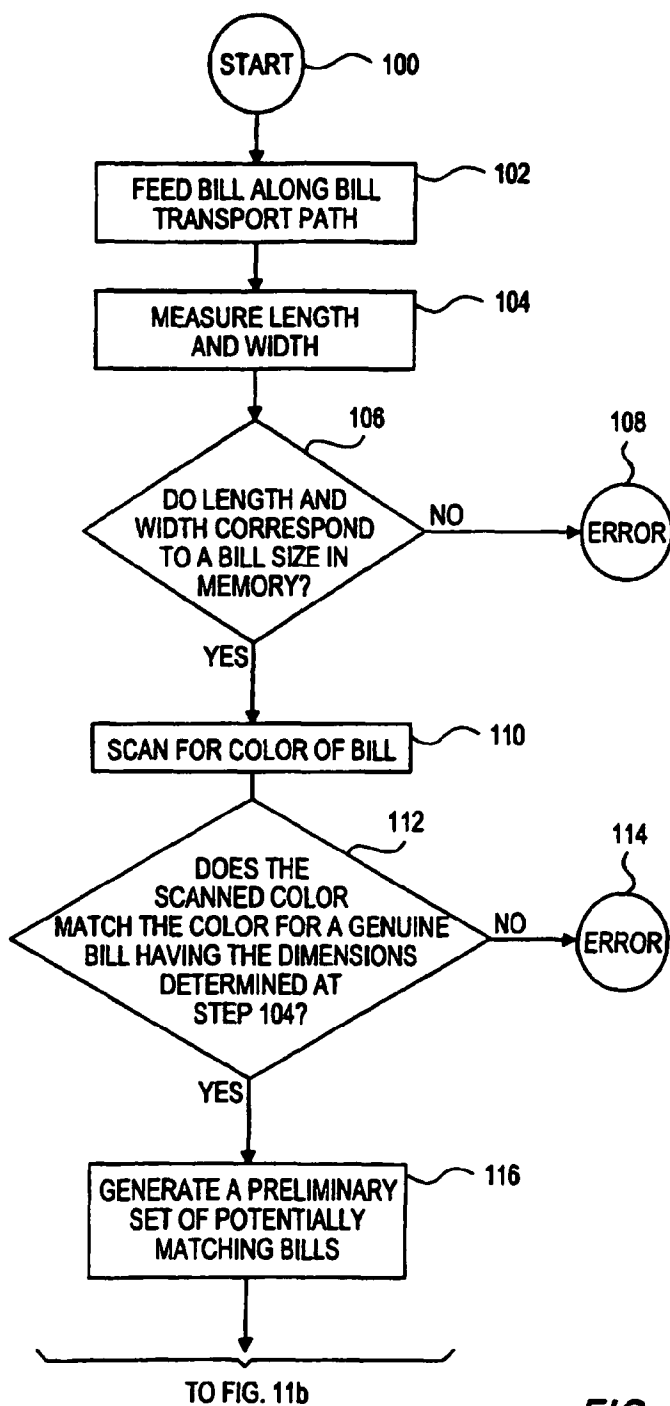 START
100
FEED BILL ALONG BILL
TRANSPORT PATH
102
MEASURE LENGTH
AND WIDTH
104
106
108
DO LENGTH AND
WIDTH CORRESPOND
TO A BILL SIZE IN
MEMORY?
NO
ERROR
YES
SCAN FOR COLOR OF BILL
110
112
114
DOES THE
SCANNED COLOR
MATCH THE COLOR FOR A GENUINE
BILL HAVING THE DIMENSIONS
DETERMINED AT
STEP 104?
NO
ERROR
YES
GENERATE A PRELIMINARY
SET OF POTENTIALLY
MATCHING BILLS
116
TO FIG. 11b